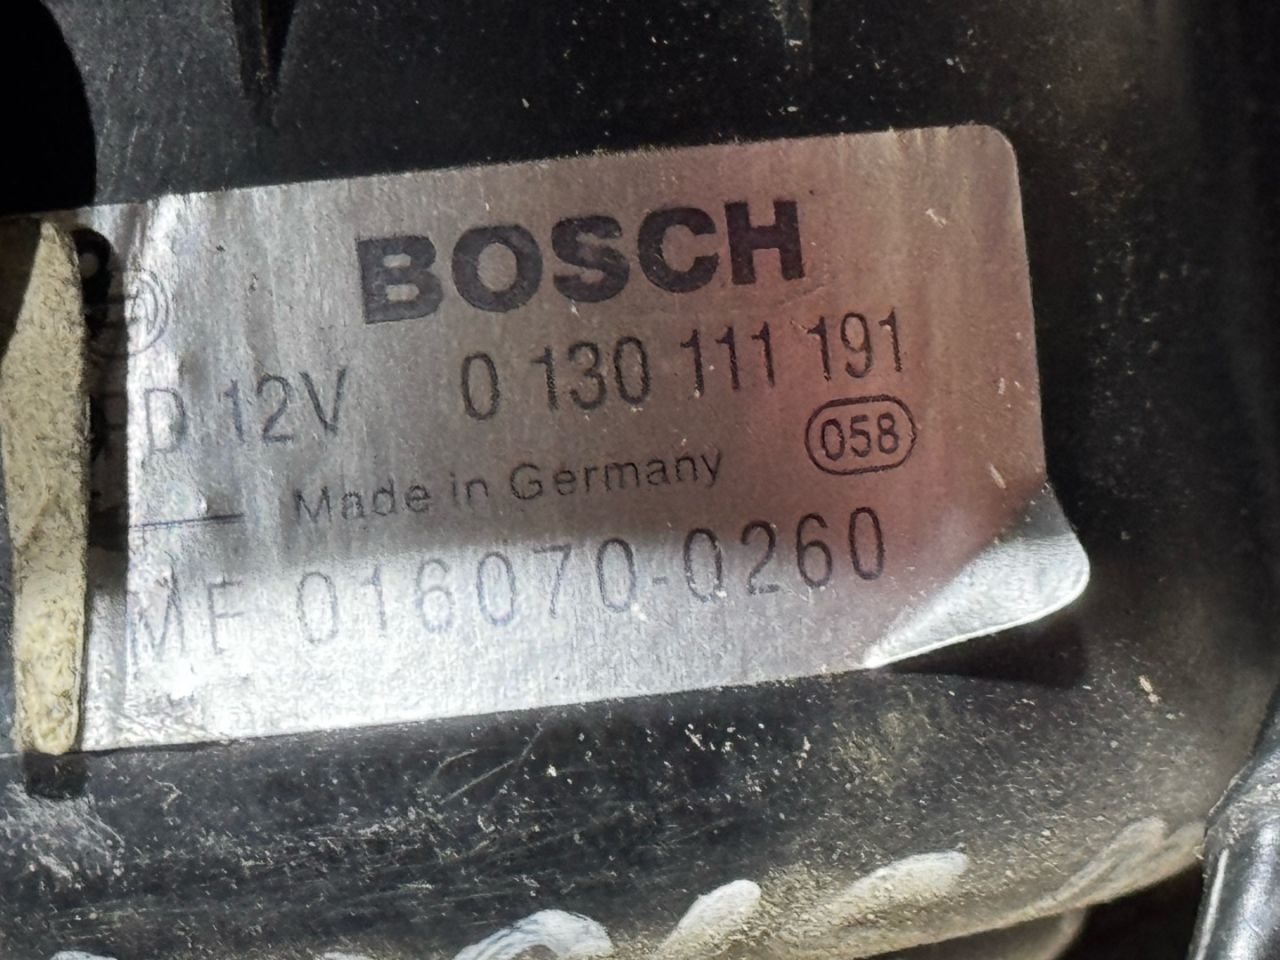 BOSCH
D 12V 0 130 111 191
Made in Germany 058
MF 016070-0260